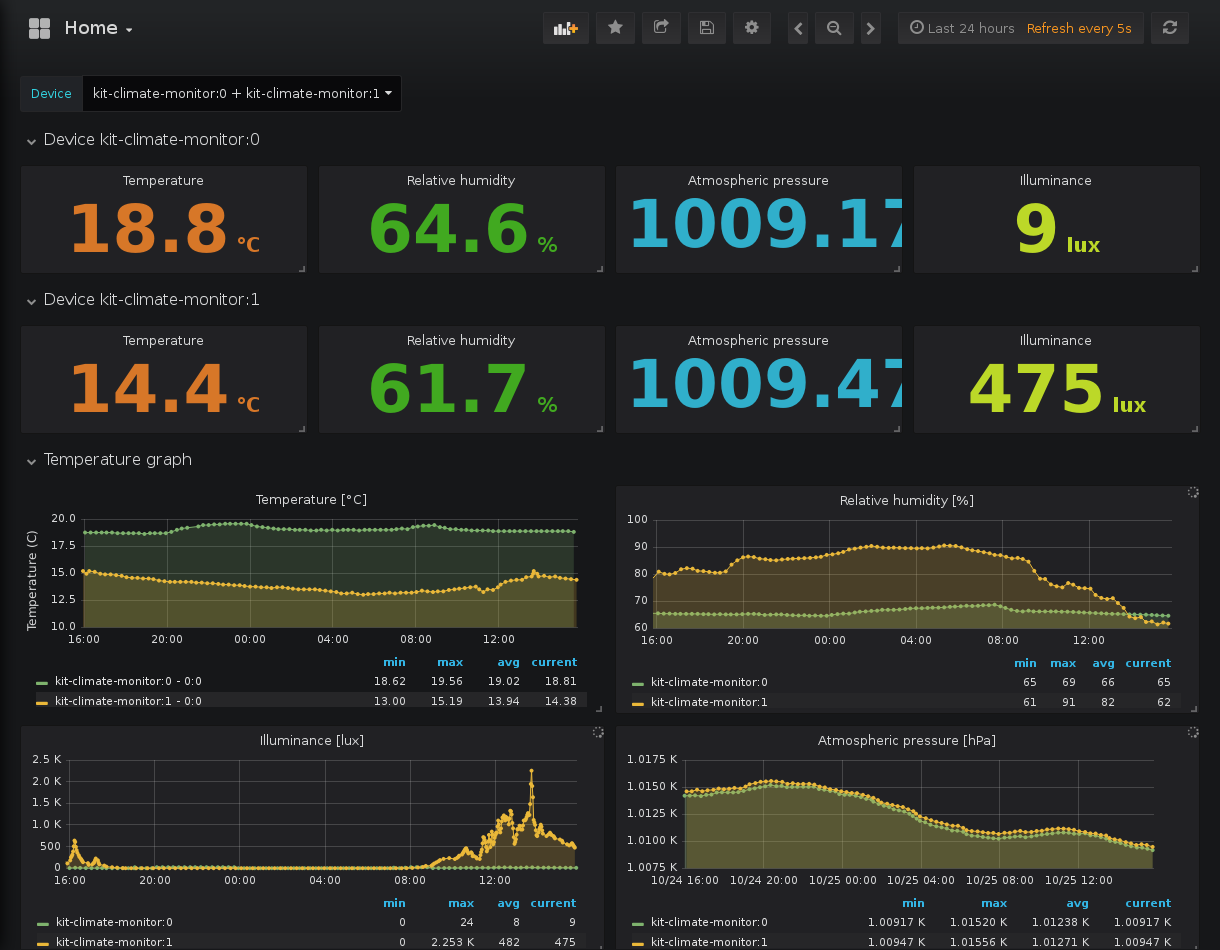 Home
Last 24 hours Refresh every 5s
Device kit-climate-monitor:0 + kit-climate-monitor:1
Device kit-climate-monitor:0
Temperature Relative humidity Atmospheric pressure Illuminance
18.8 °C 64.6 % 1009.17 9 lux
Device kit-climate-monitor:1
Temperature Relative humidity Atmospheric pressure Illuminance
14.4 °C 61.7 % 1009.47 475 lux
Temperature graph
Temperature [°C]
Temperature (C)
20.0
17.5
15.0
12.5
10.0
16:00 20:00 00:00 04:00 08:00 12:00
min max avg current
kit-climate-monitor:0 - 0:0 18.62 19.56 19.02 18.81
kit-climate-monitor:1 - 0:0 13.00 15.19 13.94 14.38
Relative humidity [%]
100
90
80
70
60
16:00 20:00 00:00 04:00 08:00 12:00
min max avg current
kit-climate-monitor:0 65 69 66 65
kit-climate-monitor:1 61 91 82 62
Illuminance [lux]
2.5 K
2.0 K
1.5 K
1.0 K
500
0
16:00 20:00 00:00 04:00 08:00 12:00
min max avg current
kit-climate-monitor:0 0 24 8 9
kit-climate-monitor:1 0 2.253 K 482 475
Atmospheric pressure [hPa]
1.0175 K
1.0150 K
1.0125 K
1.0100 K
1.0075 K
10/24 16:00 10/24 20:00 10/25 00:00 10/25 04:00 10/25 08:00 10/25 12:00
min max avg current
kit-climate-monitor:0 1.00917 K 1.01520 K 1.01238 K 1.00917 K
kit-climate-monitor:1 1.00947 K 1.01556 K 1.01271 K 1.00947 K